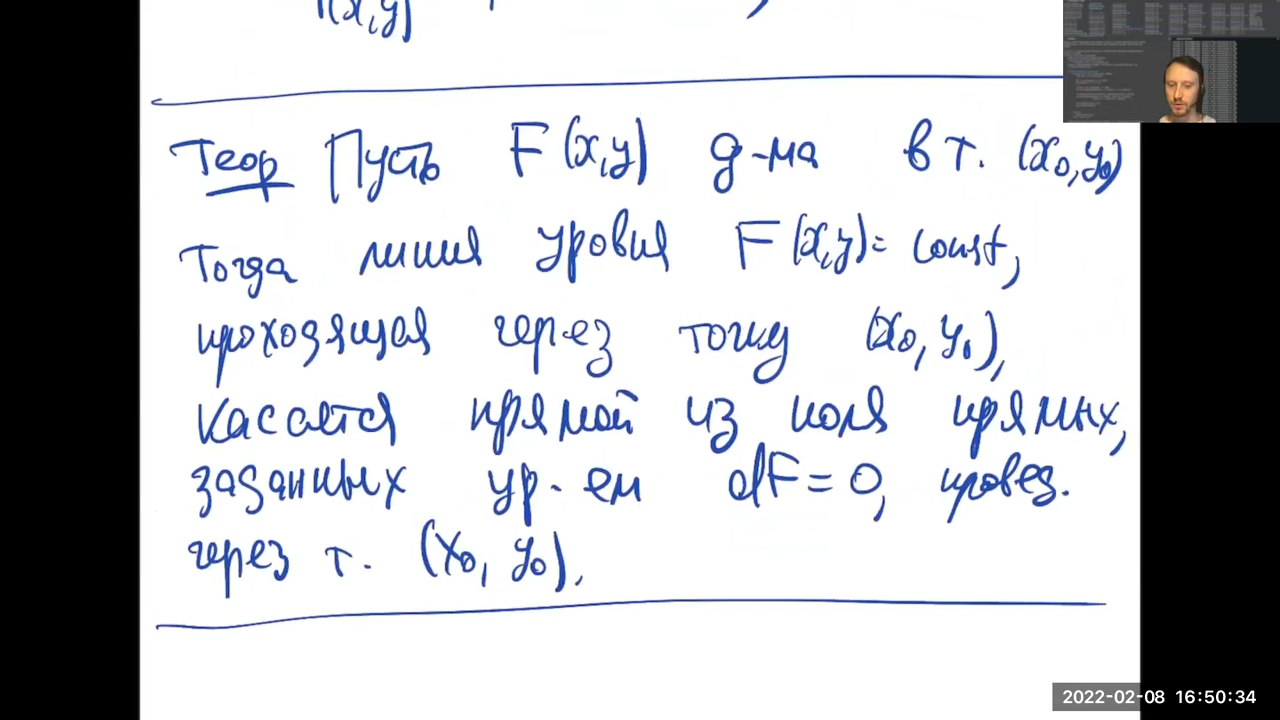 F(x,y)
Теор Пусть F(x,y) д-ма в т. (x₀,y₀)
Тогда линия уровня F(x,y)=const,
проходящая через точку (x₀, y₀),
касается прямой из поля прямых,
заданных ур-ем dF = 0, провед.
через т. (x₀, y₀).
2022-02-08 16:50:34